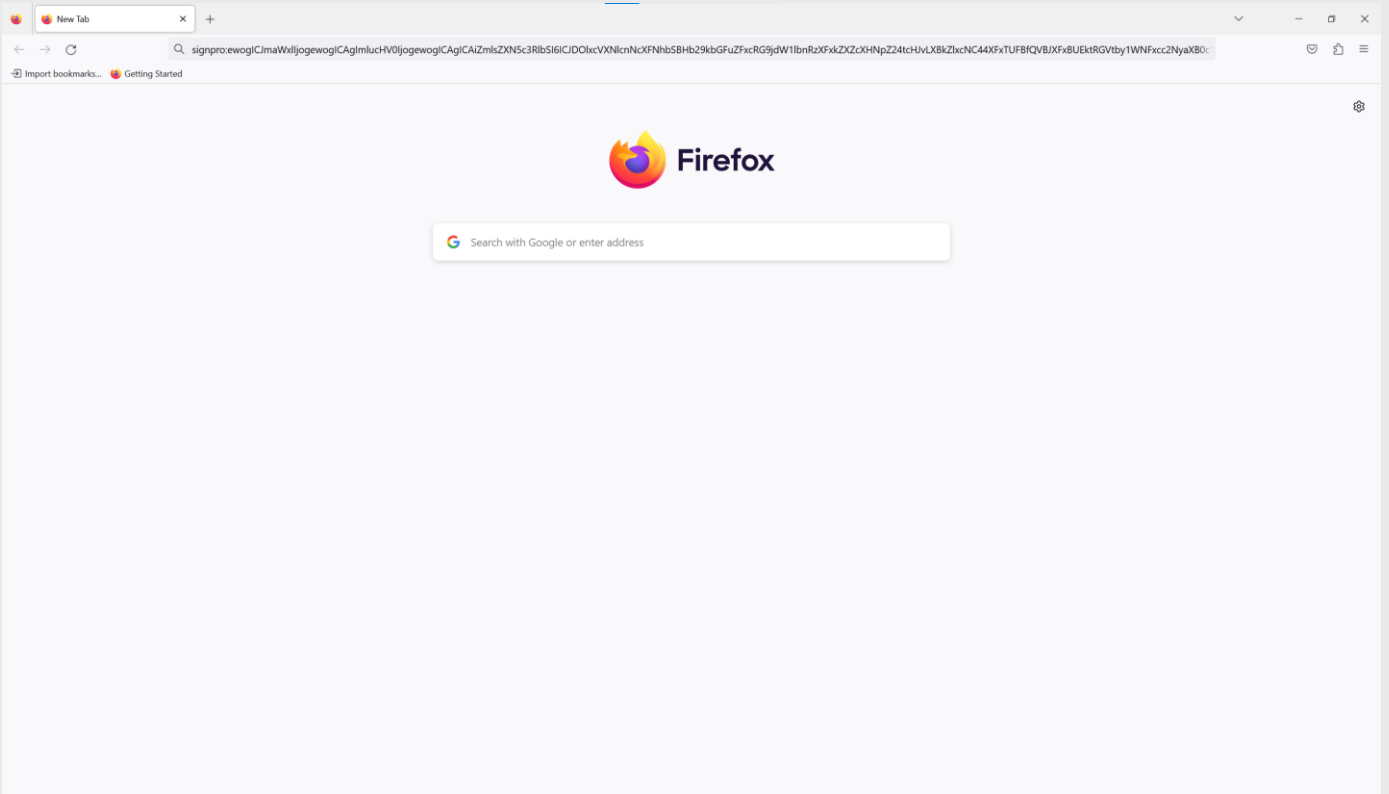 New Tab
signpro:ewogICJmaWxlIjogewogICAgImlucHV0IjogewogICAgICAiZmlsZXN5c3RlbSI6ICJDOlxcVXNlcnNcXFNhbSBHb29kbGFuZFxcRG9jdW1lbnRzXFxkZXZcXHNpZ24tcHJvLXBkZlxcNC44XFxTUFBfQVBJXFxBUEktRGVtby1WNFxcc2NyaXB0c
Import bookmarks... Getting Started
Firefox
Search with Google or enter address